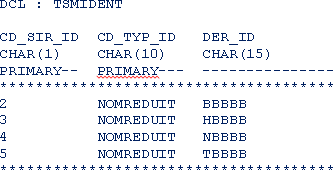 DCL : TSMIDENT
CD_SIR_ID CD_TYP_ID DER_ID
CHAR(1) CHAR(10) CHAR(15)
PRIMARY-- PRIMARY--- ---------------
************************************
2 NOMREDUIT BBBBB
3 NOMREDUIT HBBBB
4 NOMREDUIT NBBBB
5 NOMREDUIT TBBBB
************************************